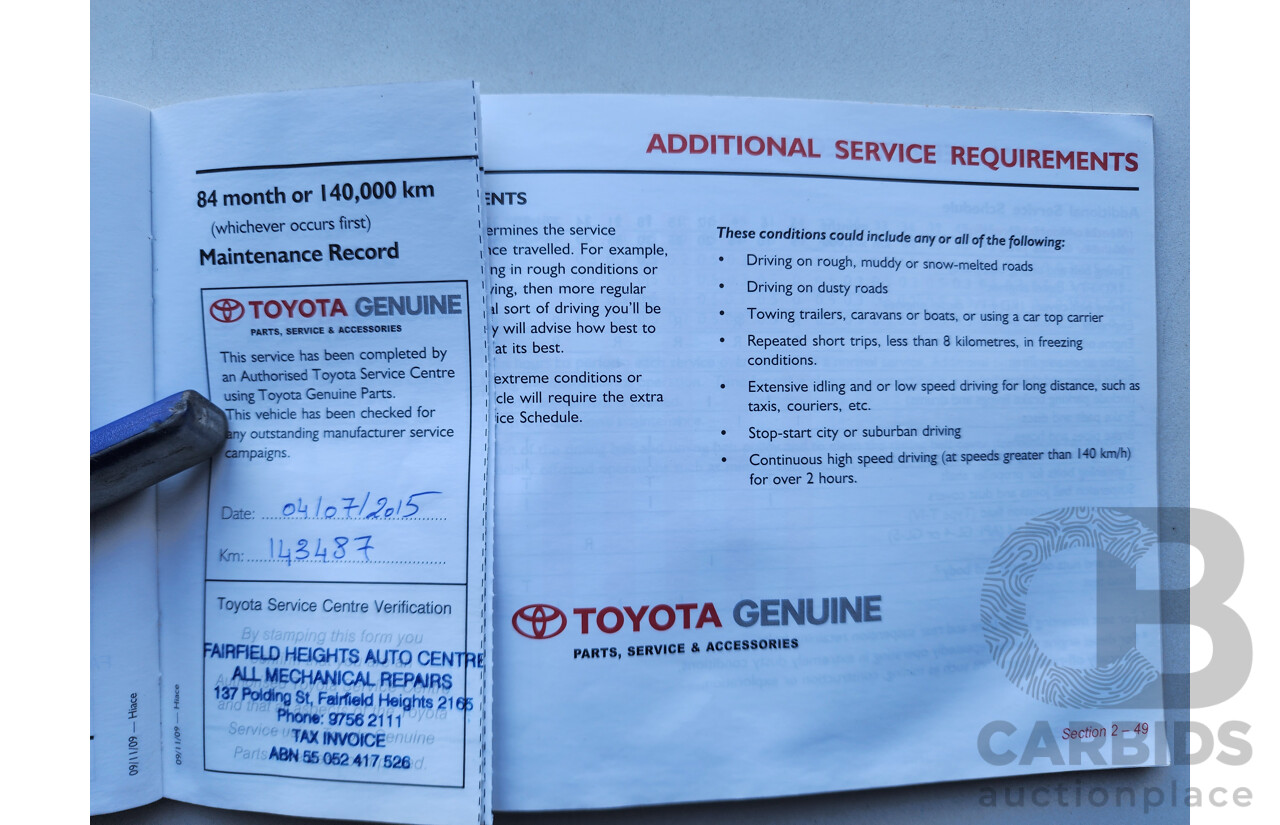 84 month or 140,000 km
(whichever occurs first)
Maintenance Record
TOYOTA GENUINE
PARTS, SERVICE & ACCESSORIES
This service has been completed by
an Authorised Toyota Service Centre
using Toyota Genuine Parts.
This vehicle has been checked for
any outstanding manufacturer service
campaigns.
Date: 04/07/2015
Km: 143487
Toyota Service Centre Verification
By stamping this form you
FAIRFIELD HEIGHTS AUTO CENTRE
ALL MECHANICAL REPAIRS
137 Polding St, Fairfield Heights 2165
Phone: 9756 2111
TAX INVOICE
ABN 55 052 417 526
09/11/09 — Hiace
09/11/09 — Hiace
ADDITIONAL SERVICE REQUIREMENTS
ENTS
ermines the service
nce travelled. For example,
ng in rough conditions or
ving, then more regular
al sort of driving you'll be
y will advise how best to
at its best.
extreme conditions or
cle will require the extra
ice Schedule.
These conditions could include any or all of the following:
• Driving on rough, muddy or snow-melted roads
• Driving on dusty roads
• Towing trailers, caravans or boats, or using a car top carrier
• Repeated short trips, less than 8 kilometres, in freezing
conditions.
• Extensive idling and or low speed driving for long distance, such as
taxis, couriers, etc.
• Stop-start city or suburban driving
• Continuous high speed driving (at speeds greater than 140 km/h)
for over 2 hours.
TOYOTA GENUINE
PARTS, SERVICE & ACCESSORIES
Section 2 – 49
CB
CARBIDS
auctionplace